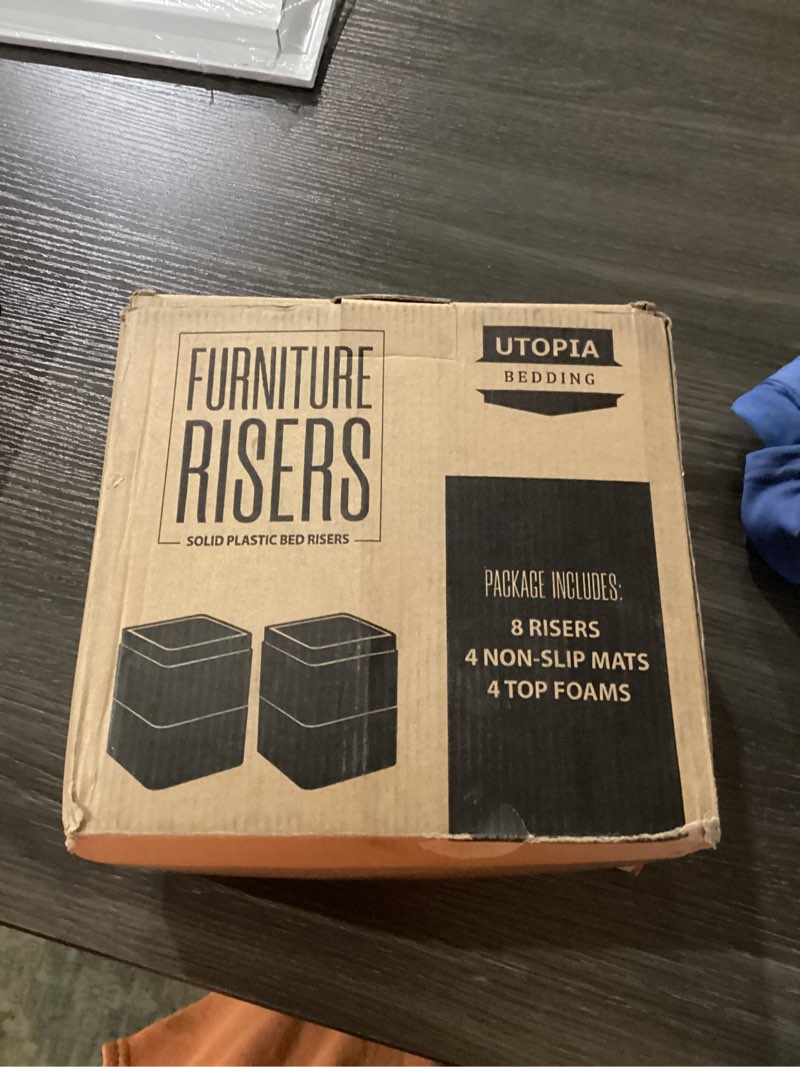 FURNITURE
RISERS
SOLID PLASTIC BED RISERS
UTOPIA
BEDDING
PACKAGE INCLUDES:
8 RISERS
4 NON-SLIP MATS
4 TOP FOAMS